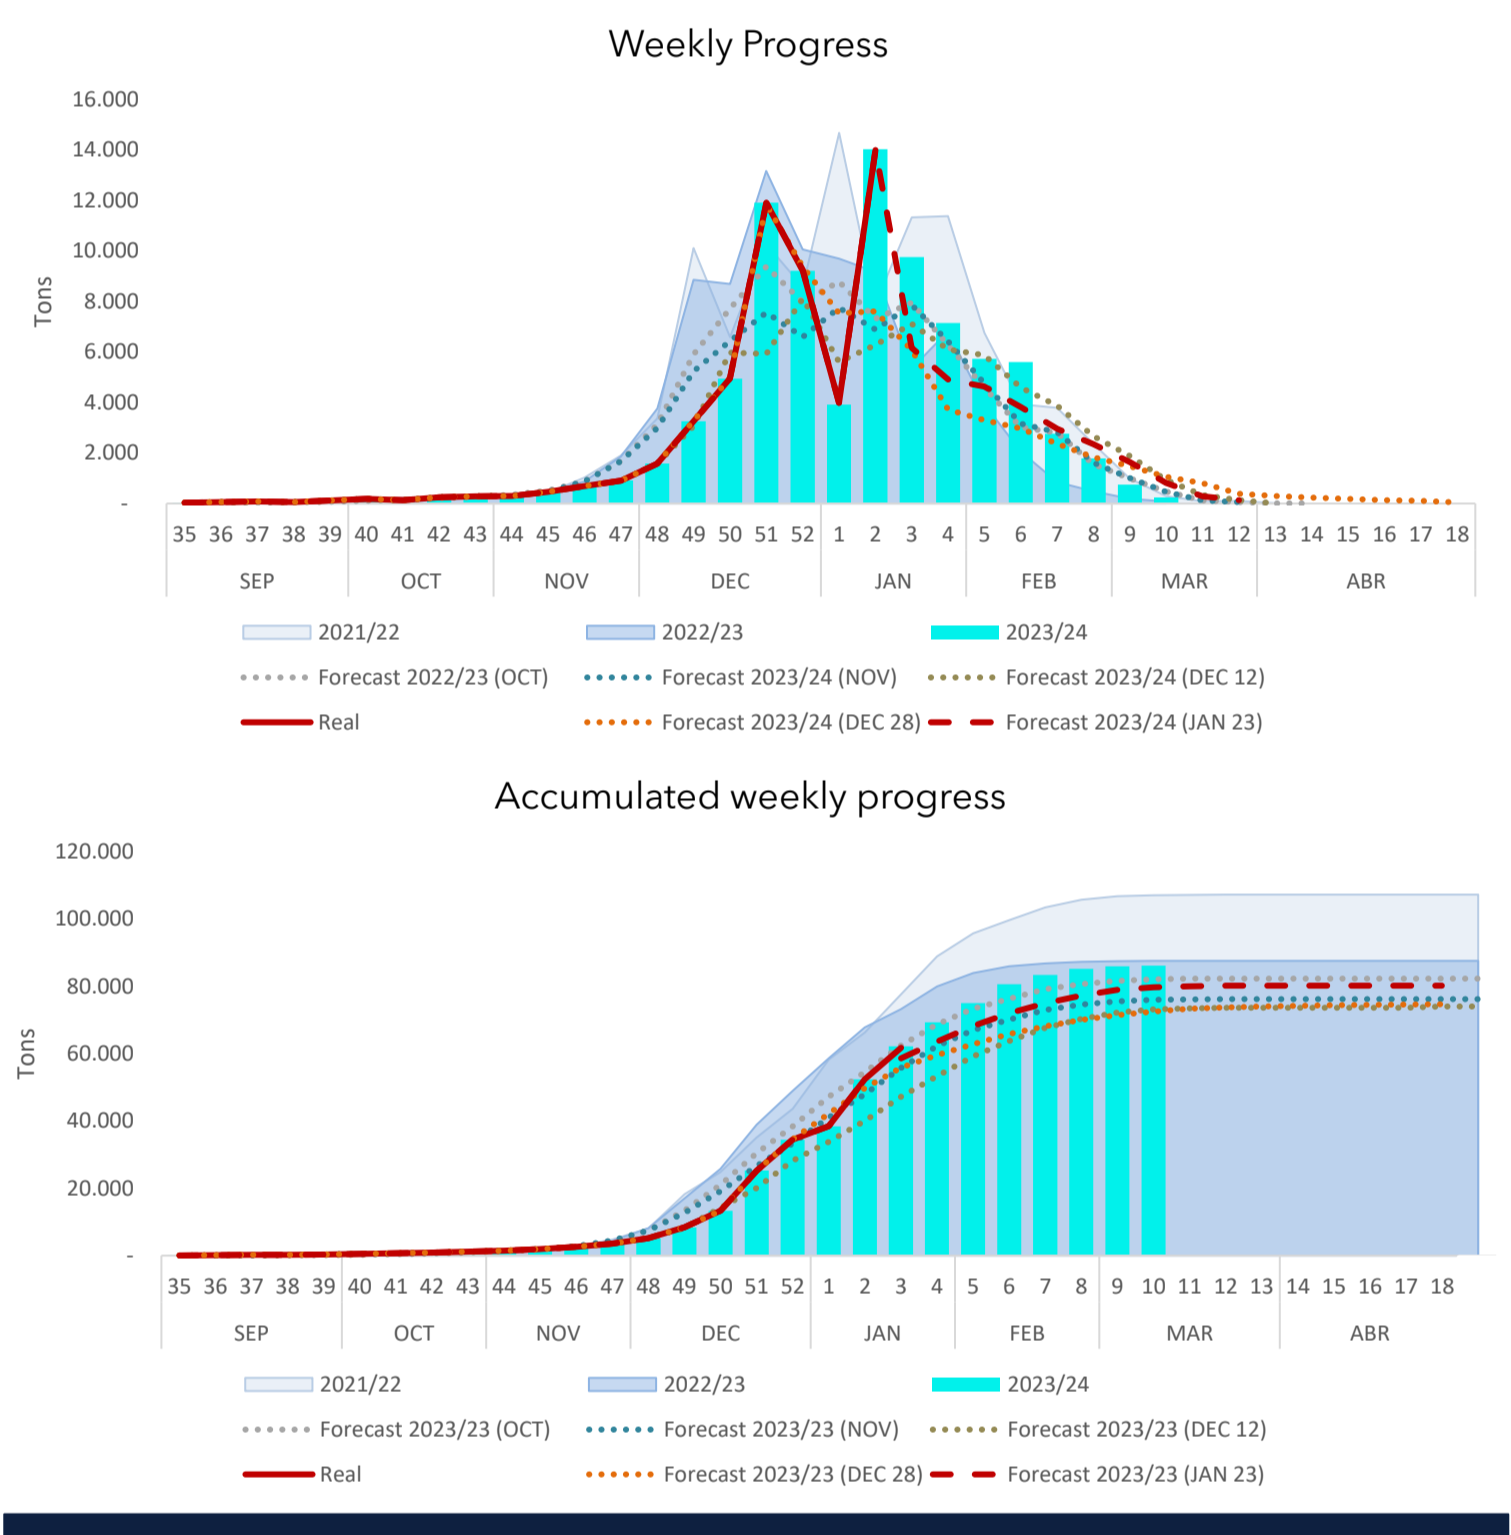 Weekly Progress
16.000
14.000
12.000
10.000
8.000
6.000
4.000
2.000
-
Tons
35 36 37 38 39 40 41 42 43 44 45 46 47 48 49 50 51 52 1 2 3 4 5 6 7 8 9 10 11 12 13 14 15 16 17 18
SEP OCT NOV DEC JAN FEB MAR ABR
2021/22 2022/23 2023/24
Forecast 2022/23 (OCT) Forecast 2023/24 (NOV) Forecast 2023/24 (DEC 12)
Real Forecast 2023/24 (DEC 28) Forecast 2023/24 (JAN 23)
Accumulated weekly progress
120.000
100.000
80.000
60.000
40.000
20.000
-
Tons
35 36 37 38 39 40 41 42 43 44 45 46 47 48 49 50 51 52 1 2 3 4 5 6 7 8 9 10 11 12 13 14 15 16 17 18
SEP OCT NOV DEC JAN FEB MAR ABR
2021/22 2022/23 2023/24
Forecast 2023/23 (OCT) Forecast 2023/23 (NOV) Forecast 2023/23 (DEC 12)
Real Forecast 2023/23 (DEC 28) Forecast 2023/23 (JAN 23)